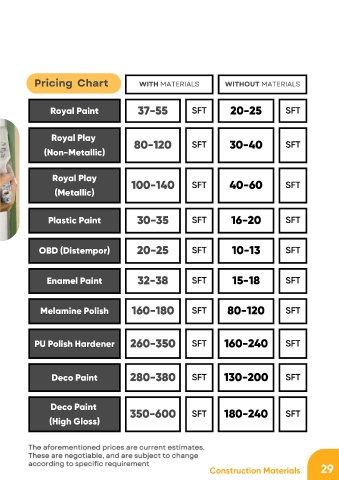 Pricing Chart WITH MATERIALS WITHOUT MATERIALS
Royal Paint 37-55 SFT 20-25 SFT
Royal Play
(Non-Metallic) 80-120 SFT 30-40 SFT
Royal Play
(Metallic) 100-140 SFT 40-60 SFT
Plastic Paint 30-35 SFT 16-20 SFT
OBD (Distempor) 20-25 SFT 10-13 SFT
Enamel Paint 32-38 SFT 15-18 SFT
Melamine Polish 160-180 SFT 80-120 SFT
PU Polish Hardener 260-350 SFT 160-240 SFT
Deco Paint 280-380 SFT 130-200 SFT
Deco Paint
(High Gloss) 350-600 SFT 180-240 SFT
The aforementioned prices are current estimates.
These are negotiable, and are subject to change
according to specific requirement
Construction Materials 29